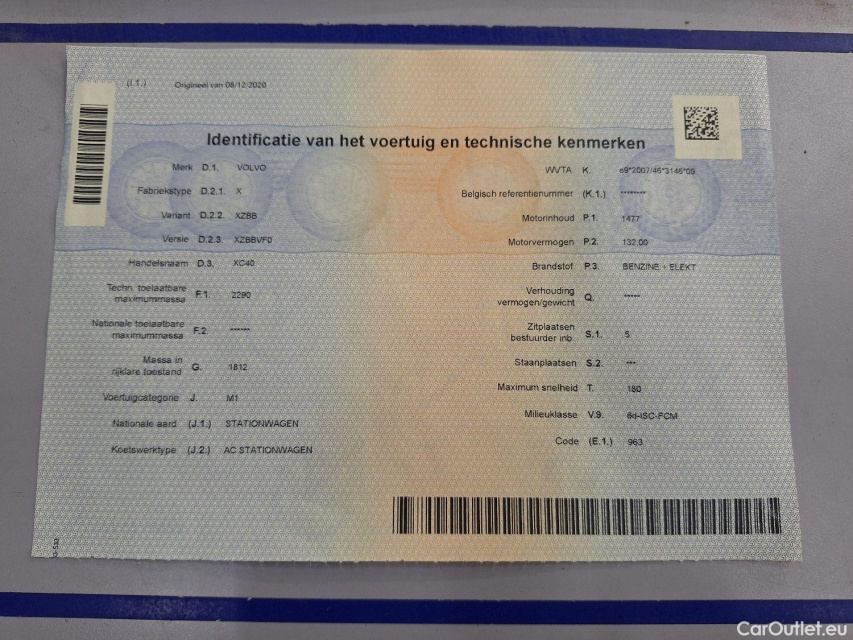 (I.1.) Origineel van 08/12/2020
Identificatie van het voertuig en technische kenmerken
Merk D.1. VOLVO
Fabriekstype D.2.1. X
Variant D.2.2. XZBB
Versie D.2.3. XZBBVF0
Handelsnaam D.3. XC40
Techn. toelaatbare
maximummassa F.1. 2290
Nationale toelaatbare
maximummassa F.2. ******
Massa in
rijklare toestand G. 1812
Voertuigcategorie J. M1
Nationale aard (J.1.) STATIONWAGEN
Koetswerktype (J.2.) AC STATIONWAGEN
WVTA K. e9*2007/46*3146*05
Belgisch referentienummer (K.1.) ********
Motorinhoud P.1. 1477
Motorvermogen P.2. 132,00
Brandstof P.3. BENZINE + ELEKT
Verhouding
vermogen/gewicht Q. *****
Zitplaatsen
bestuurder inb. S.1. 5
Staanplaatsen S.2. ***
Maximum snelheid T. 180
Milieuklasse V.9. 6d-ISC-FCM
Code (E.1.) 963
CarOutlet.eu